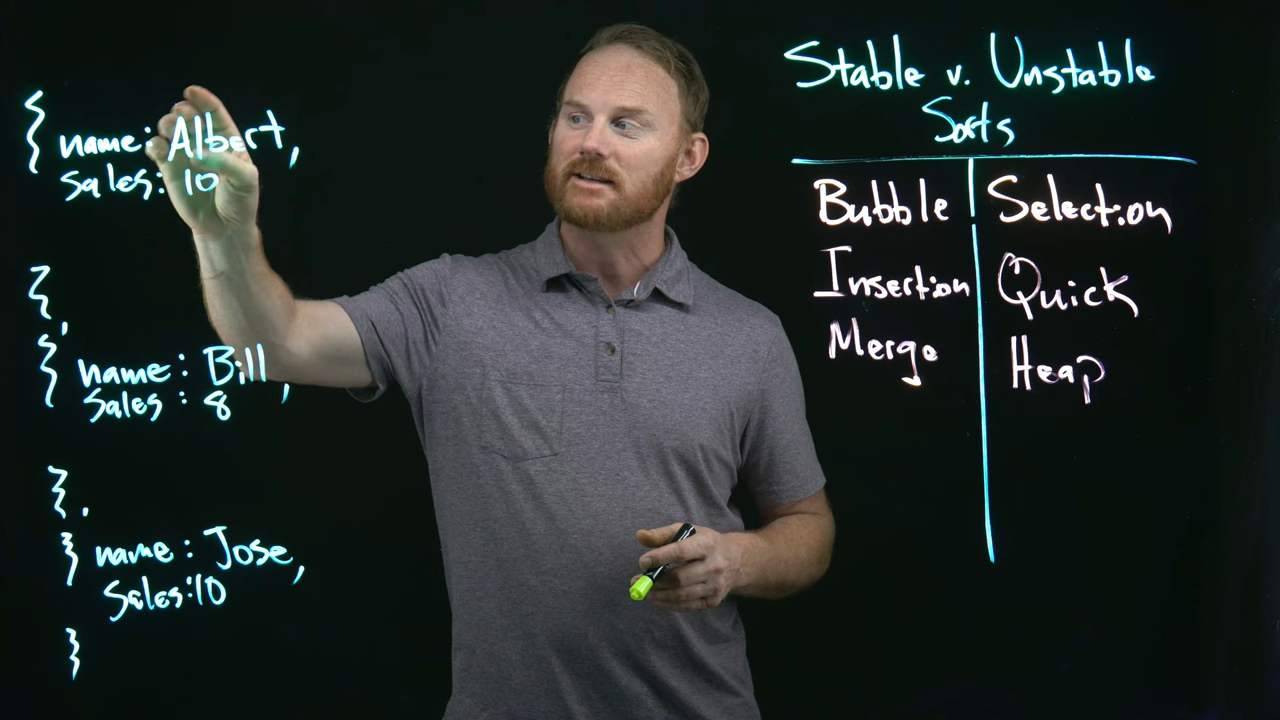 { name: Albert,
sales: 10
},
{ name: Bill,
Sales: 8
},
{ name: Jose,
Sales: 10
}
Stable v. Unstable
Sorts
Bubble Selection
Insertion Quick
Merge Heap